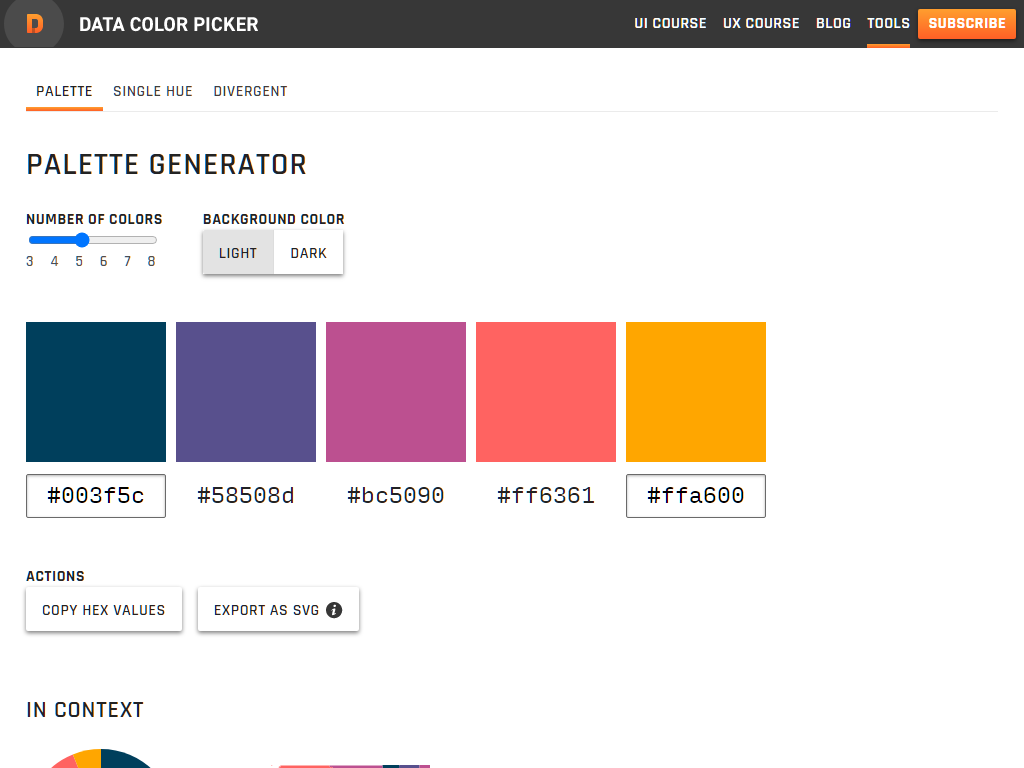 D DATA COLOR PICKER UI COURSE UX COURSE BLOG TOOLS SUBSCRIBE
PALETTE SINGLE HUE DIVERGENT
PALETTE GENERATOR
NUMBER OF COLORS BACKGROUND COLOR
LIGHT DARK
3 4 5 6 7 8
#003f5c #58508d #bc5090 #ff6361 #ffa600
ACTIONS
COPY HEX VALUES EXPORT AS SVG i
IN CONTEXT